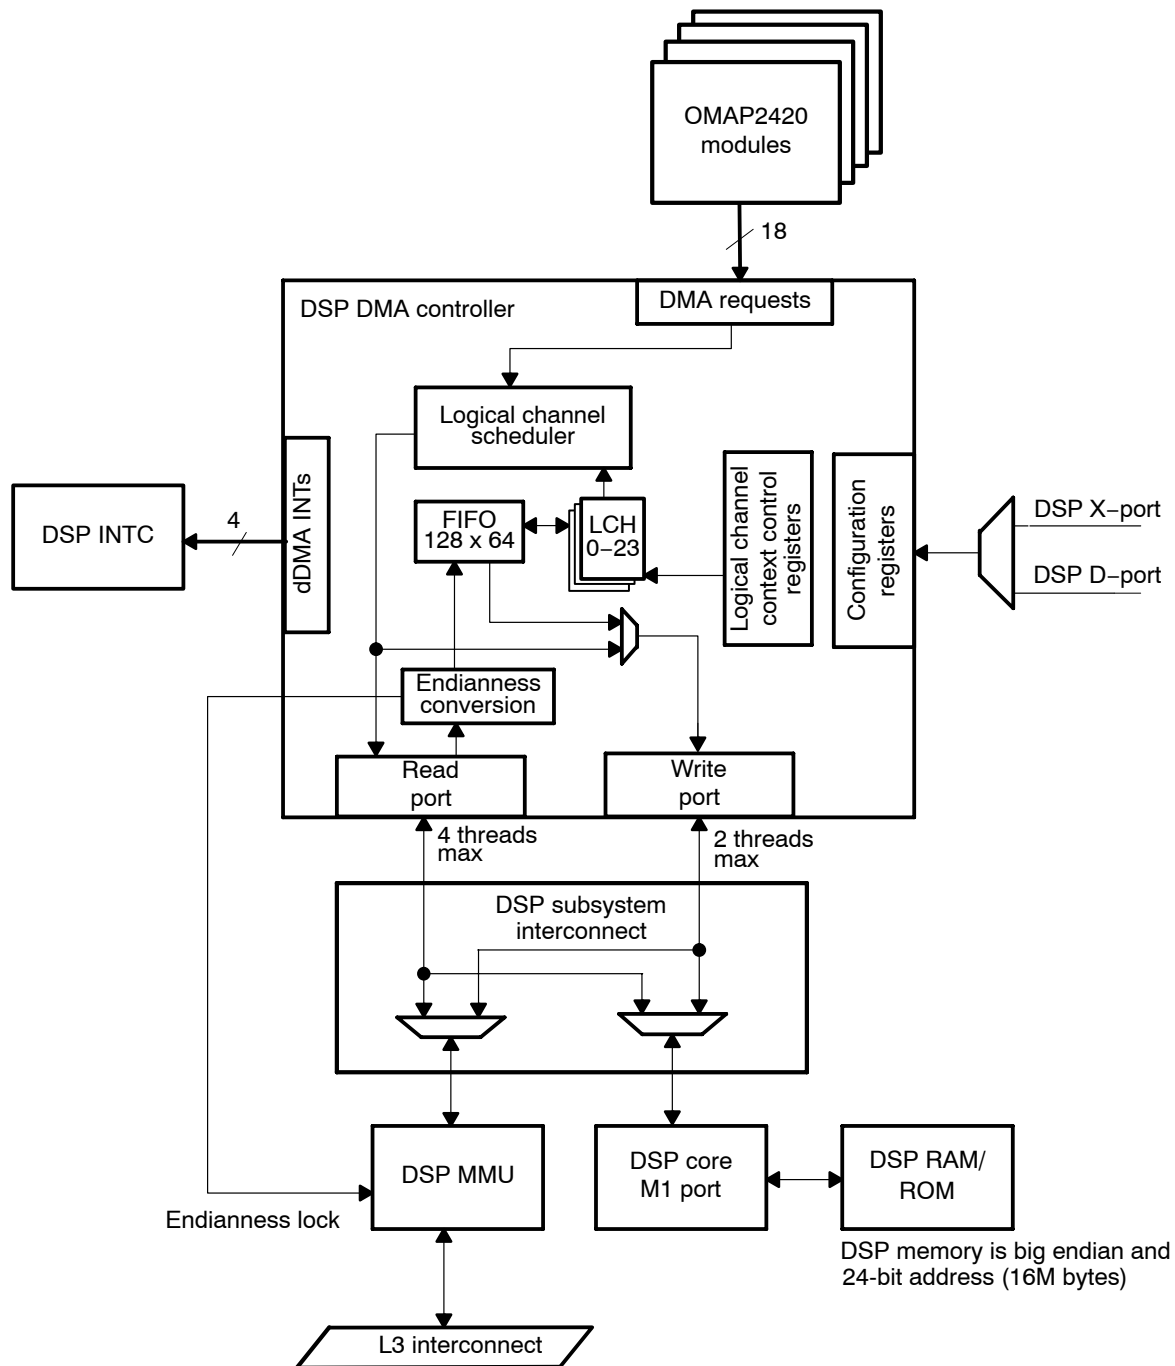 OMAP2420
modules
18
DMA requests
DSP DMA controller
Logical channel
scheduler
dDMA INTs
DSP INTC
4
FIFO
128 x 64
LCH
0−23
Logical channel
context control
registers
Configuration
registers
DSP X−port
DSP D−port
Endianness
conversion
Read
port
Write
port
4 threads
max
2 threads
max
DSP subsystem
interconnect
DSP MMU
DSP core
M1 port
DSP RAM/
ROM
Endianness lock
DSP memory is big endian and
24-bit address (16M bytes)
L3 interconnect